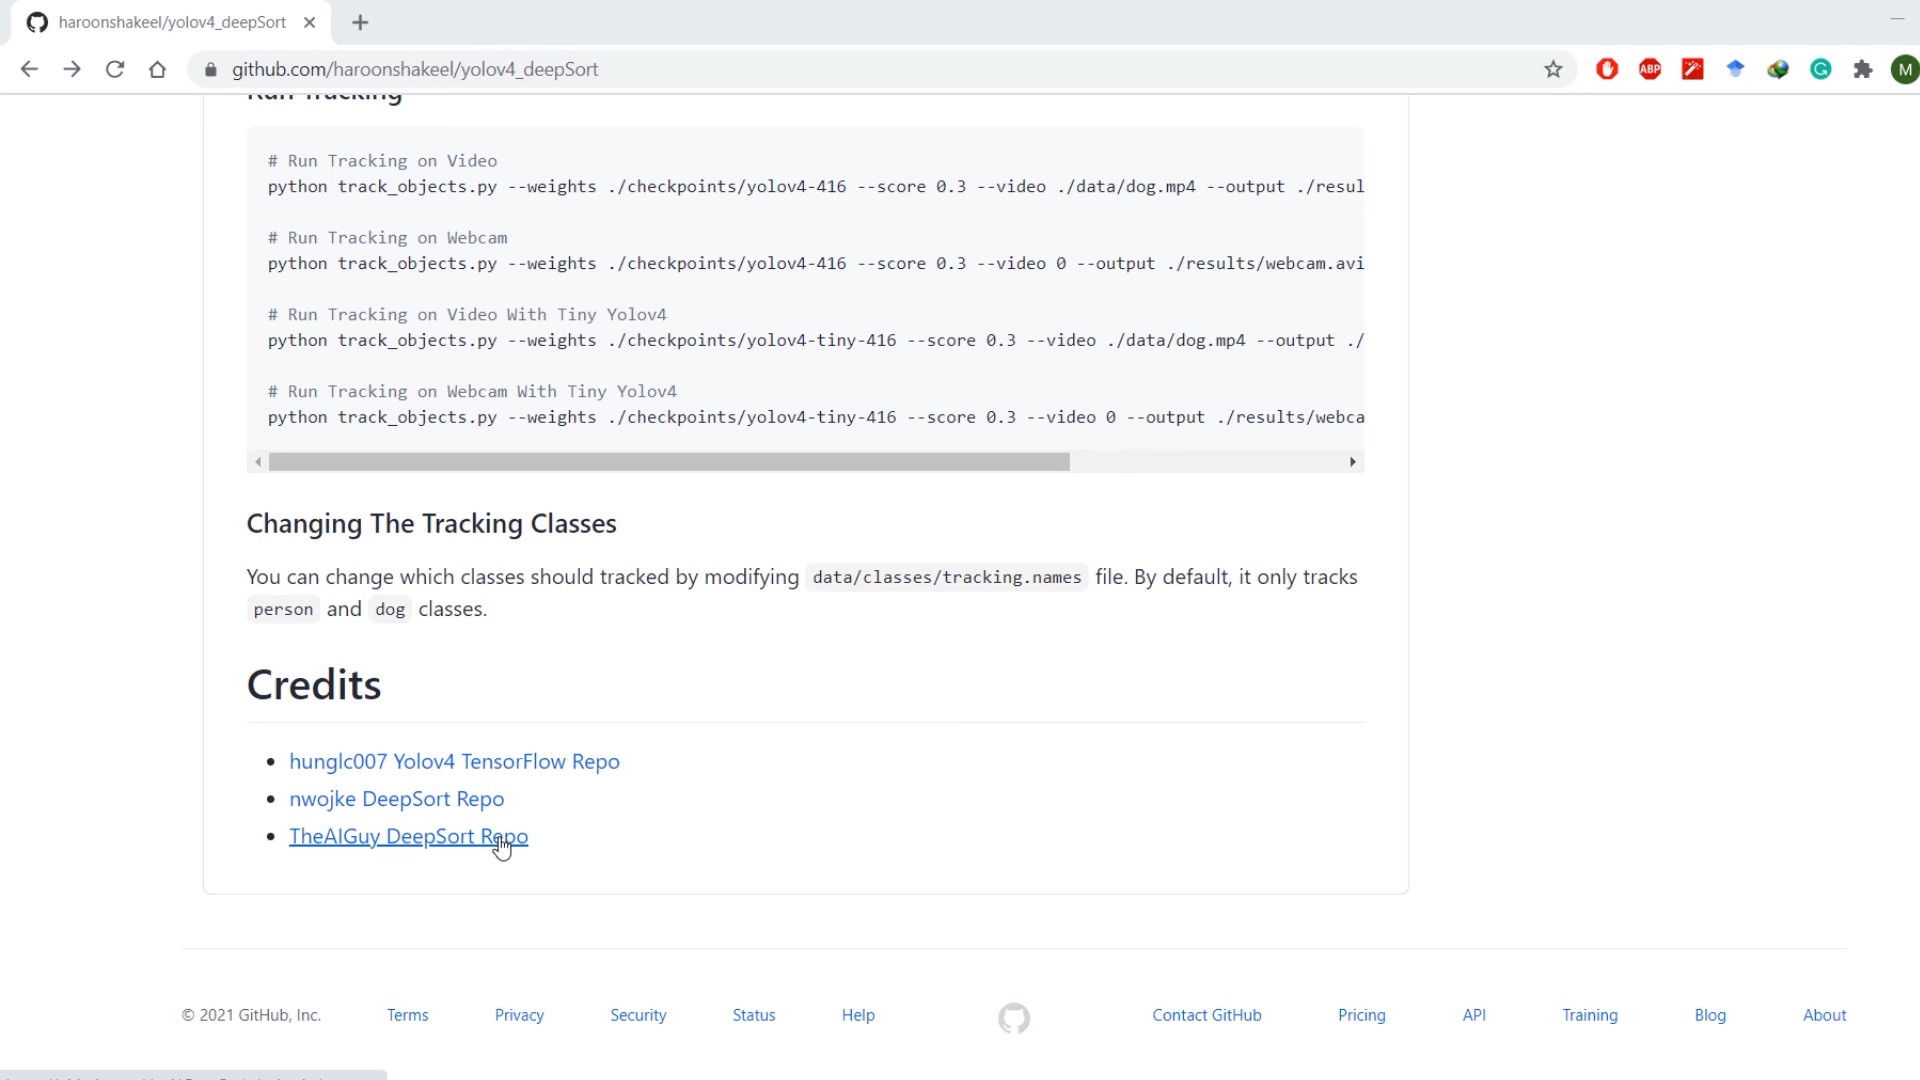 haroonshakeel/yolov4_deepSort
github.com/haroonshakeel/yolov4_deepSort
ABP
M
Run Tracking
# Run Tracking on Video
python track_objects.py --weights ./checkpoints/yolov4-416 --score 0.3 --video ./data/dog.mp4 --output ./resul
# Run Tracking on Webcam
python track_objects.py --weights ./checkpoints/yolov4-416 --score 0.3 --video 0 --output ./results/webcam.avi
# Run Tracking on Video With Tiny Yolov4
python track_objects.py --weights ./checkpoints/yolov4-tiny-416 --score 0.3 --video ./data/dog.mp4 --output ./
# Run Tracking on Webcam With Tiny Yolov4
python track_objects.py --weights ./checkpoints/yolov4-tiny-416 --score 0.3 --video 0 --output ./results/webca
Changing The Tracking Classes
You can change which classes should tracked by modifying data/classes/tracking.names file. By default, it only tracks
person and dog classes.
Credits
hunglc007 Yolov4 TensorFlow Repo
nwojke DeepSort Repo
TheAIGuy DeepSort Repo
© 2021 GitHub, Inc. Terms Privacy Security Status Help Contact GitHub Pricing API Training Blog About